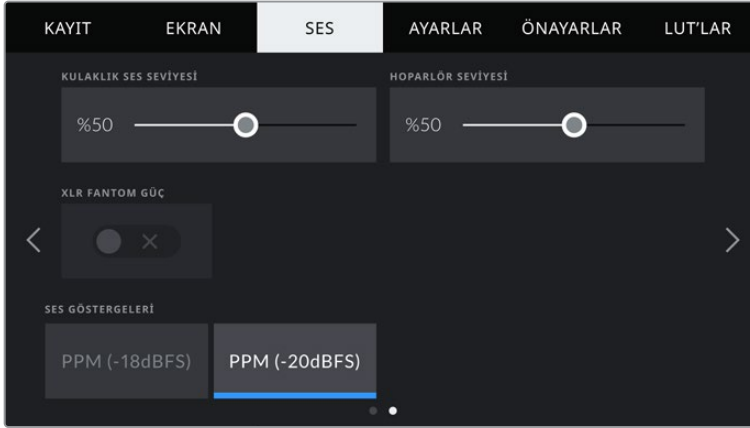 KAYIT EKRAN SES AYARLAR ÖNAYARLAR LUT'LAR
KULAKLIK SES SEVİYESİ HOPARLÖR SEVİYESİ
%50 %50
XLR FANTOM GÜÇ
SES GÖSTERGELERİ
PPM (-18dBFS) PPM (-20dBFS)